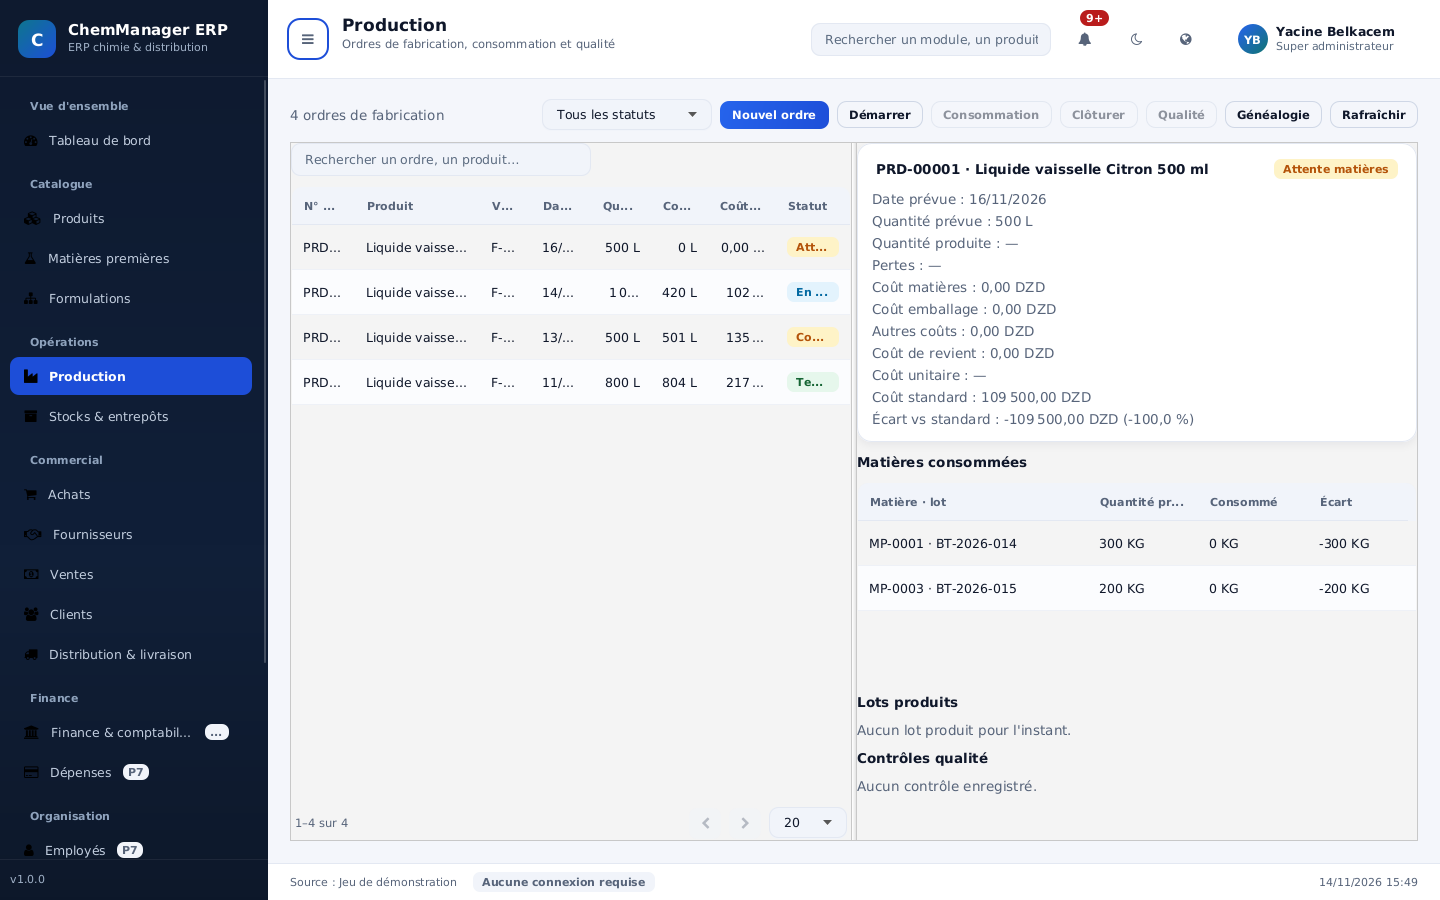 C
ChemManager ERP
ERP chimie & distribution
Vue d'ensemble
Tableau de bord
Catalogue
Produits
Matières premières
Formulations
Opérations
Production
Stocks & entrepôts
Commercial
Achats
Fournisseurs
Ventes
Clients
Distribution & livraison
Finance
Finance & comptabil... ...
Dépenses P7
Organisation
Employés P7
v1.0.0
Production
Ordres de fabrication, consommation et qualité
Rechercher un module, un produit
9+
YB
Yacine Belkacem
Super administrateur
4 ordres de fabrication
Tous les statuts
Nouvel ordre
Démarrer
Consommation
Clôturer
Qualité
Généalogie
Rafraîchir
Rechercher un ordre, un produit...
N° ... Produit V... Da... Qu... Co... Coût... Statut
PRD... Liquide vaisse... F-... 16/... 500 L 0 L 0,00 ... Att...
PRD... Liquide vaisse... F-... 14/... 1 0... 420 L 102 ... En ...
PRD... Liquide vaisse... F-... 13/... 500 L 501 L 135 ... Co...
PRD... Liquide vaisse... F-... 11/... 800 L 804 L 217 ... Te...
1–4 sur 4
20
PRD-00001 · Liquide vaisselle Citron 500 ml
Attente matières
Date prévue : 16/11/2026
Quantité prévue : 500 L
Quantité produite : —
Pertes : —
Coût matières : 0,00 DZD
Coût emballage : 0,00 DZD
Autres coûts : 0,00 DZD
Coût de revient : 0,00 DZD
Coût unitaire : —
Coût standard : 109 500,00 DZD
Écart vs standard : -109 500,00 DZD (-100,0 %)
Matières consommées
Matière · lot Quantité pr... Consommé Écart
MP-0001 · BT-2026-014 300 KG 0 KG -300 KG
MP-0003 · BT-2026-015 200 KG 0 KG -200 KG
Lots produits
Aucun lot produit pour l'instant.
Contrôles qualité
Aucun contrôle enregistré.
Source : Jeu de démonstration
Aucune connexion requise
14/11/2026 15:49